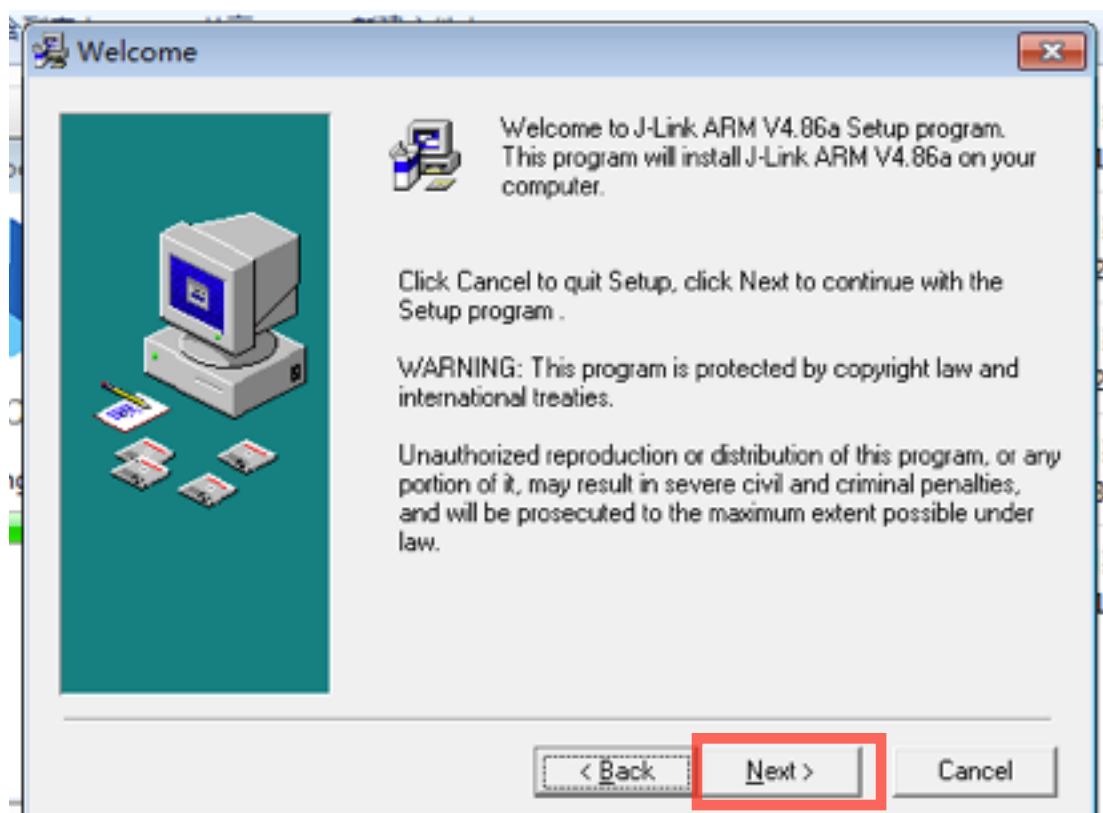 Welcome
Welcome to J-Link ARM V4.86a Setup program.
This program will install J-Link ARM V4.86a on your
computer.
Click Cancel to quit Setup, click Next to continue with the
Setup program .
WARNING: This program is protected by copyright law and
international treaties.
Unauthorized reproduction or distribution of this program, or any
portion of it, may result in severe civil and criminal penalties,
and will be prosecuted to the maximum extent possible under
law.
< Back
Next >
Cancel